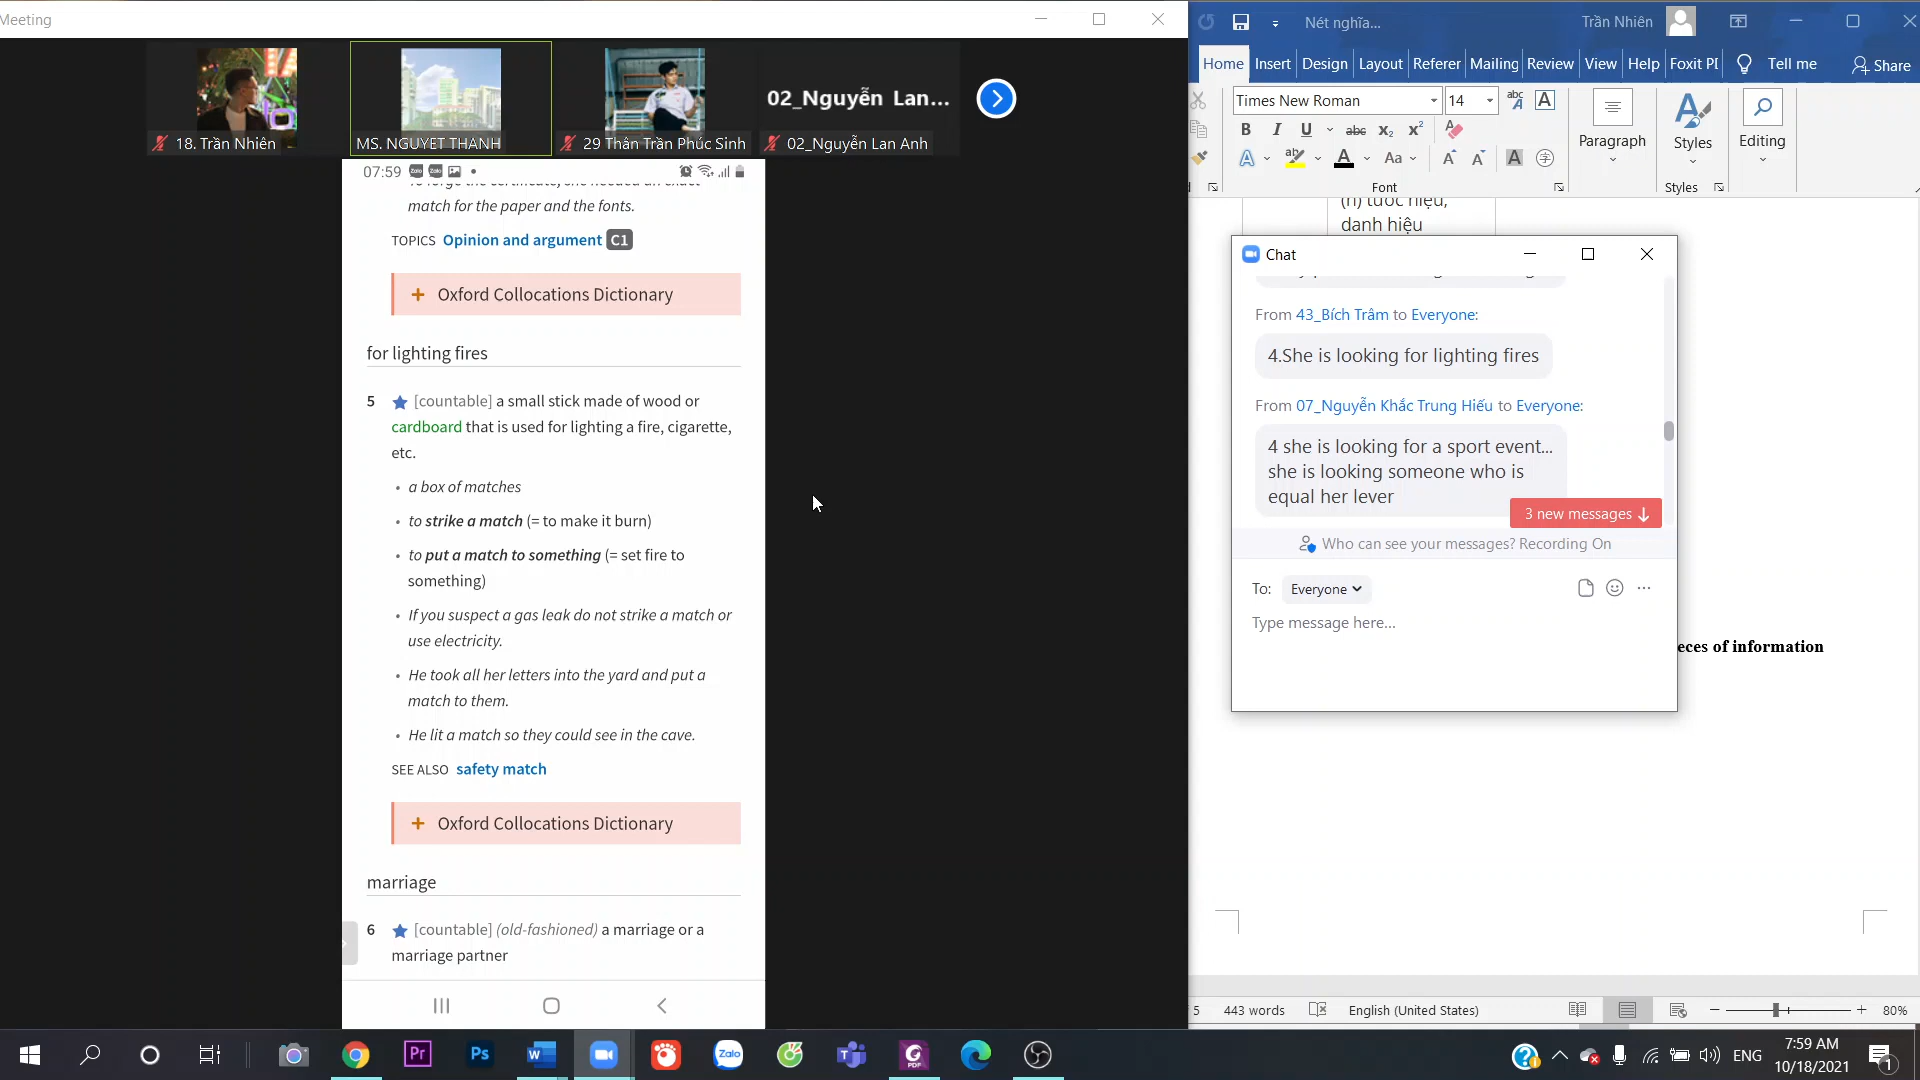 Meeting
18. Trần Nhiên
MS. NGUYET THANH
29 Thân Trần Phúc Sinh
02_Nguyễn Lan...
02_Nguyễn Lan Anh
07:59
match for the paper and the fonts.
TOPICS Opinion and argument C1
+ Oxford Collocations Dictionary
for lighting fires
5 [countable] a small stick made of wood or
cardboard that is used for lighting a fire, cigarette,
etc.
• a box of matches
• to strike a match (= to make it burn)
• to put a match to something (= set fire to
something)
• If you suspect a gas leak do not strike a match or
use electricity.
• He took all her letters into the yard and put a
match to them.
• He lit a match so they could see in the cave.
SEE ALSO safety match
+ Oxford Collocations Dictionary
marriage
6 [countable] (old-fashioned) a marriage or a
marriage partner
Nét nghĩa...
Trần Nhiên
Home Insert Design Layout Referer Mailing Review View Help Foxit PI Tell me Share
Times New Roman 14
B I U abc X₂ X²
Aa
Paragraph
Styles
Editing
Font
Styles
(n) tước hiệu,
danh hiệu
Chat
From 43_Bích Trâm to Everyone:
4.She is looking for lighting fires
From 07_Nguyễn Khắc Trung Hiếu to Everyone:
4 she is looking for a sport event...
she is looking someone who is
equal her lever
3 new messages
Who can see your messages? Recording On
To: Everyone
Type message here...
eces of information
5 443 words English (United States) 80%
Pr Ps Zalo
ENG
7:59 AM
10/18/2021
1